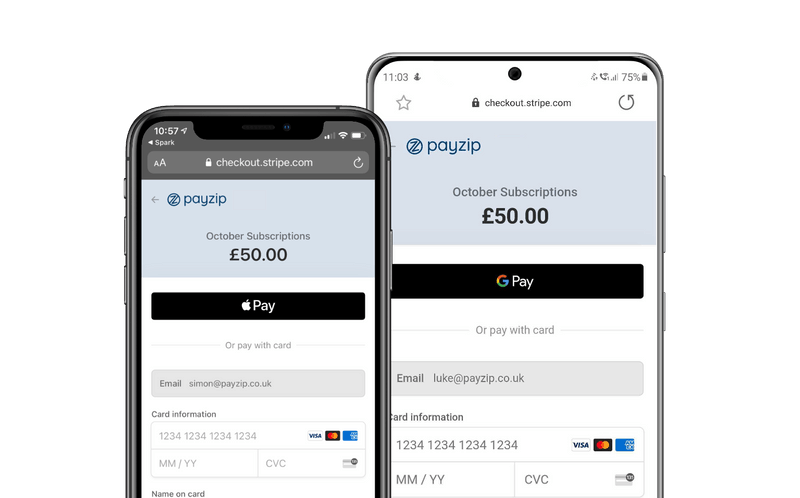 10:57
Spark
AA
checkout.stripe.com
payzip
October Subscriptions
£50.00
Pay
Or pay with card
Email simon@payzip.co.uk
Card information
1234 1234 1234 1234 VISA
MM / YY CVC
Name on card
11:03 75%
checkout.stripe.com
payzip
October Subscriptions
£50.00
G Pay
Or pay with card
Email luke@payzip.co.uk
Card information
1234 1234 1234 1234 VISA
MM / YY CVC